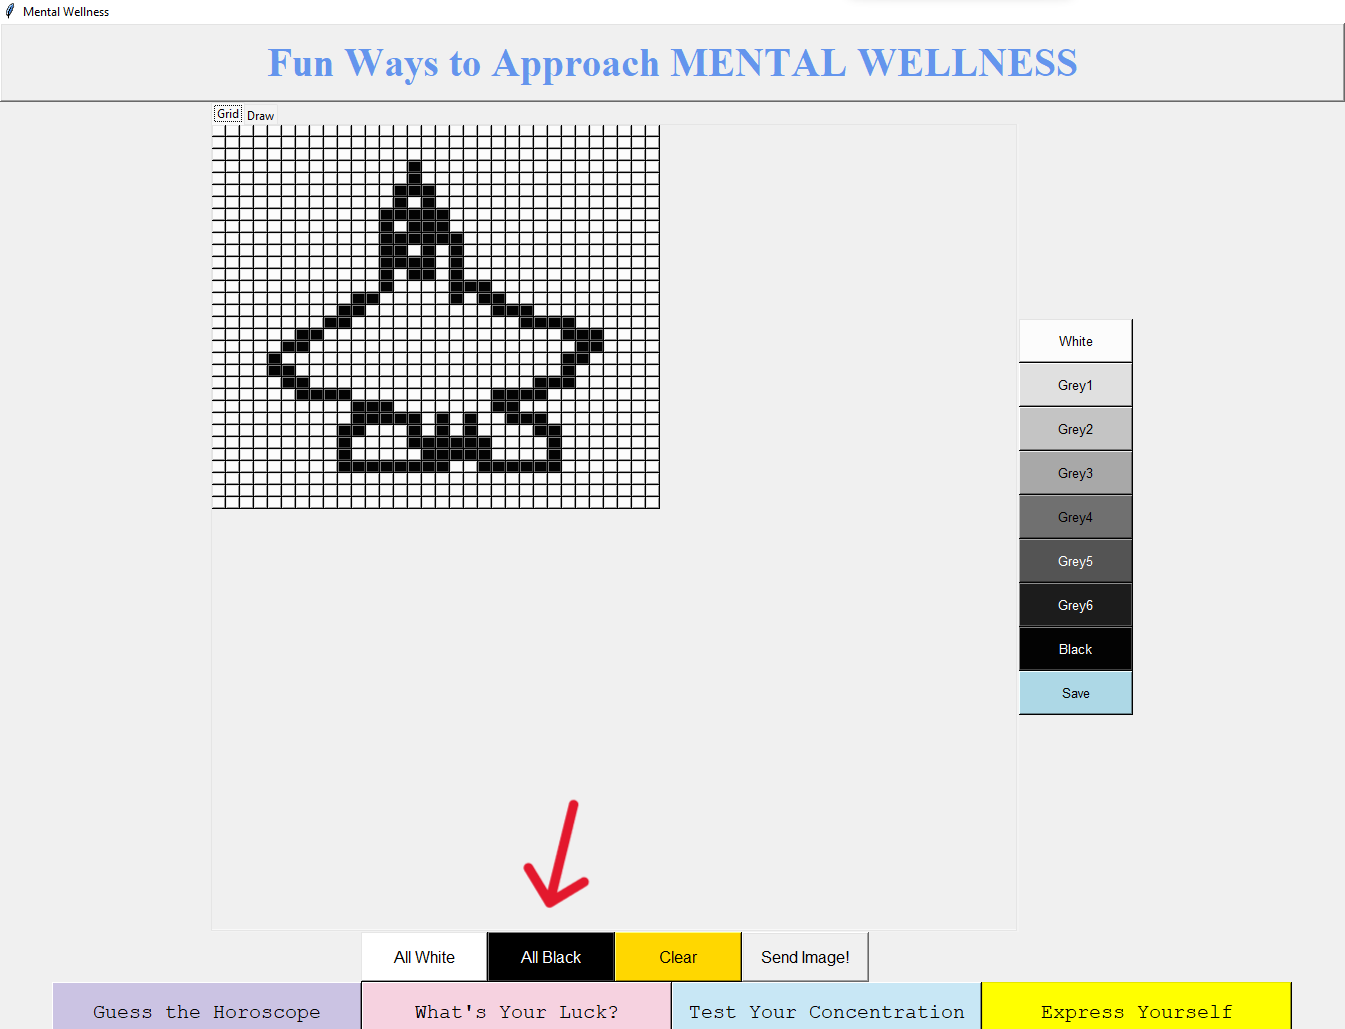 Mental Wellness
Fun Ways to Approach MENTAL WELLNESS
Grid Draw
White
Grey1
Grey2
Grey3
Grey4
Grey5
Grey6
Black
Save
All White All Black Clear Send Image!
Guess the Horoscope What's Your Luck? Test Your Concentration Express Yourself